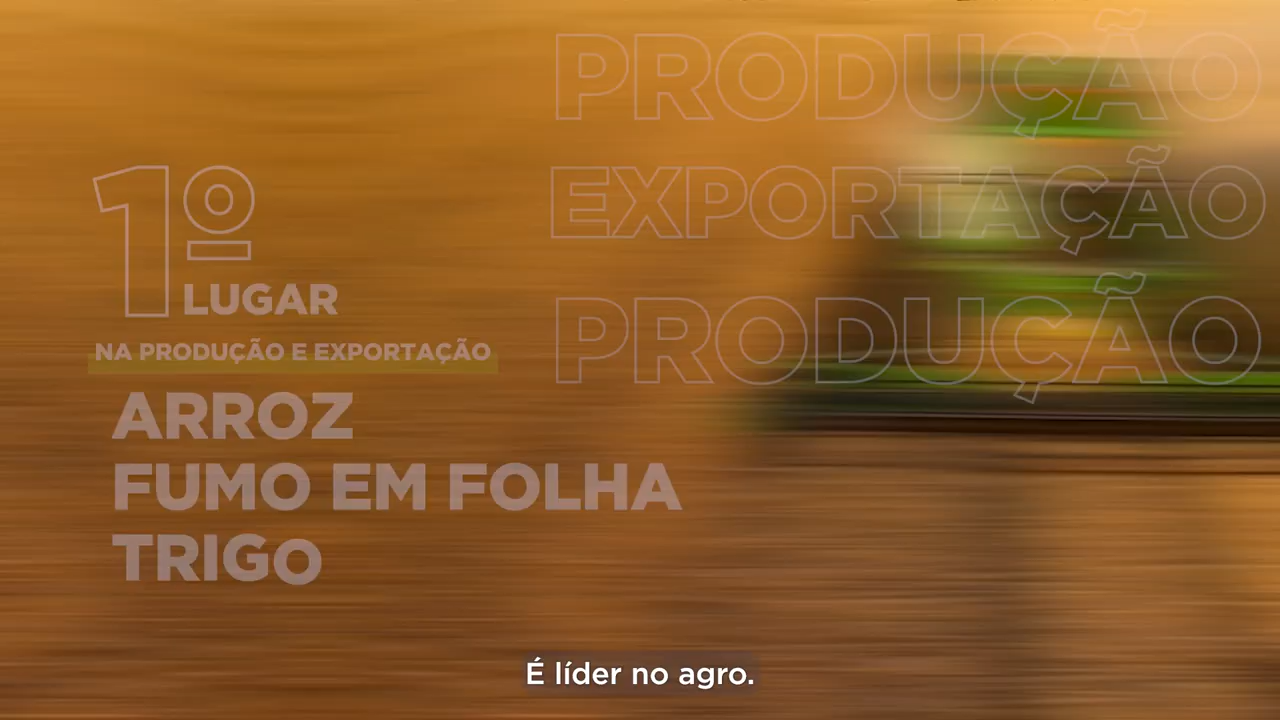 1º
LUGAR
NA PRODUÇÃO E EXPORTAÇÃO
ARROZ
FUMO EM FOLHA
TRIGO
PRODUÇÃO
EXPORTAÇÃO
PRODUÇÃO
É líder no agro.